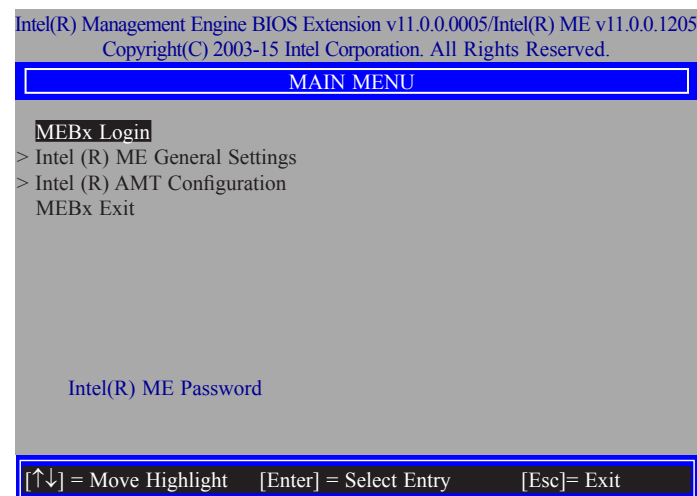 Intel(R) Management Engine BIOS Extension v11.0.0.0005/Intel(R) ME v11.0.0.1205
Copyright(C) 2003-15 Intel Corporation. All Rights Reserved.
MAIN MENU
MEBx Login
> Intel (R) ME General Settings
> Intel (R) AMT Configuration
MEBx Exit
Intel(R) ME Password
[↑↓] = Move Highlight [Enter] = Select Entry [Esc]= Exit